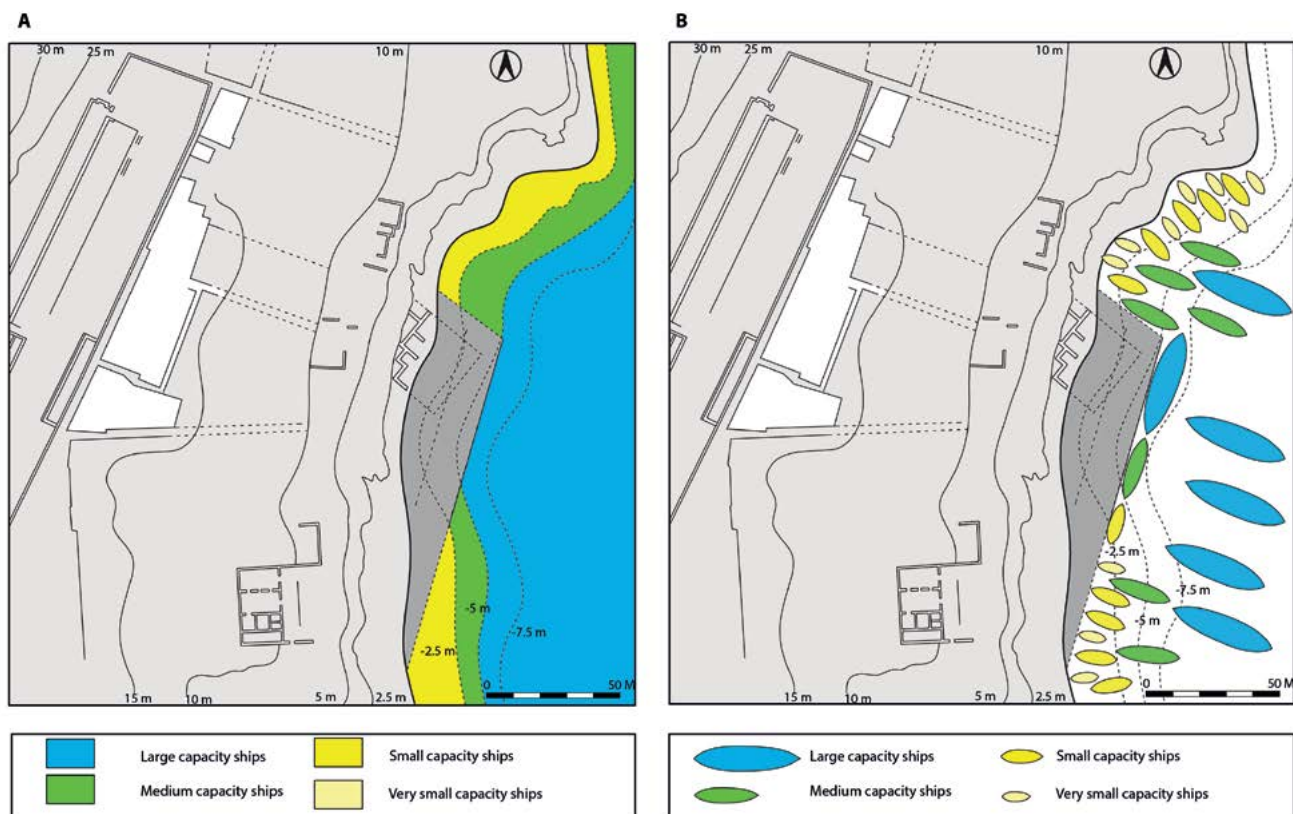 A
B
30 m
25 m
10 m
-5 m
-7.5 m
-2.5 m
15 m
10 m
5 m
2.5 m
0
50 M
30 m
25 m
10 m
-2.5 m
-7.5 m
-5 m
15 m
10 m
5 m
2.5 m
0
50 M
Large capacity ships
Small capacity ships
Medium capacity ships
Very small capacity ships
Large capacity ships
Small capacity ships
Medium capacity ships
Very small capacity ships